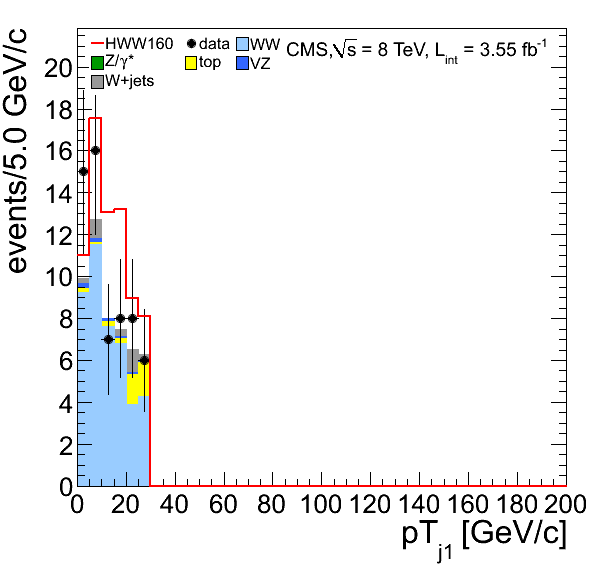 HWW160 data WW CMS,√s = 8 TeV, L_int = 3.55 fb^-1
Z/γ* top VZ
W+jets
events/5.0 GeV/c
20
18
16
14
12
10
8
6
4
2
0
0 20 40 60 80 100 120 140 160 180 200
pT_j1 [GeV/c]